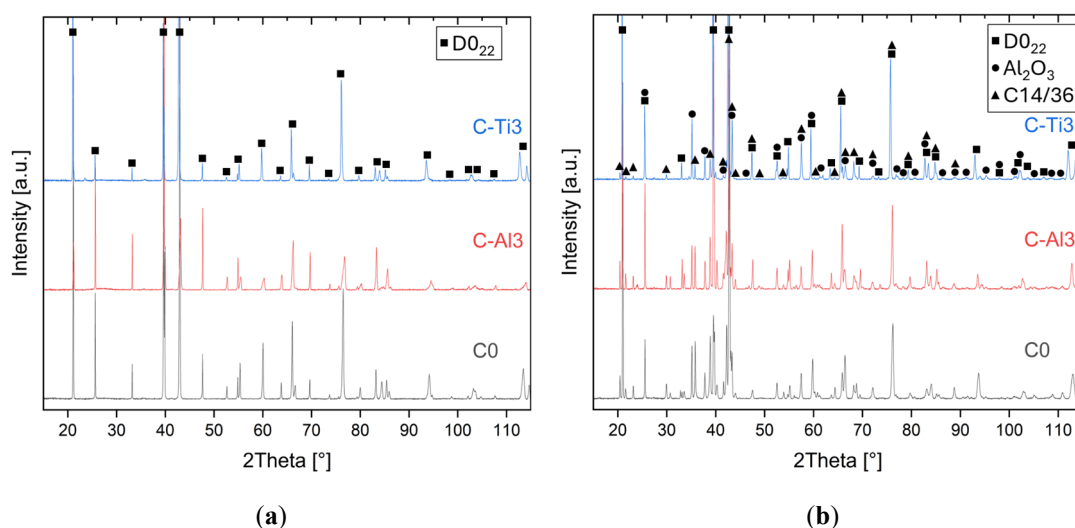 (a)
■ D0₂₂
C-Ti3
C-Al3
C0
Intensity [a.u.]
20 30 40 50 60 70 80 90 100 110
2Theta [°]
(a)
(b)
■ D0₂₂
● Al₂O₃
▲ C14/36
C-Ti3
C-Al3
C0
Intensity [a.u.]
20 30 40 50 60 70 80 90 100 110
2Theta [°]
(b)